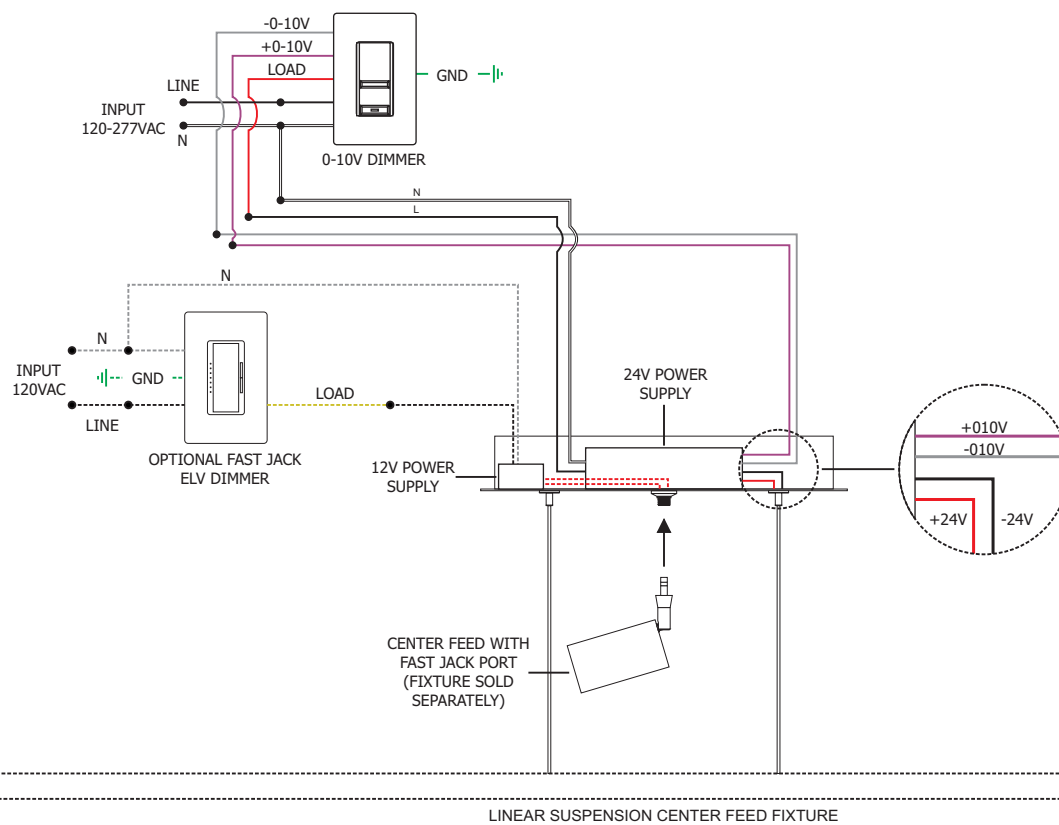 -0-10V
+0-10V
LOAD
GND
LINE
INPUT
120-277VAC
N
0-10V DIMMER
N
L
N
N
INPUT
120VAC
GND
LOAD
LINE
OPTIONAL FAST JACK
ELV DIMMER
24V POWER
SUPPLY
12V POWER
SUPPLY
+010V
-010V
+24V
-24V
CENTER FEED WITH
FAST JACK PORT
(FIXTURE SOLD
SEPARATELY)
LINEAR SUSPENSION CENTER FEED FIXTURE